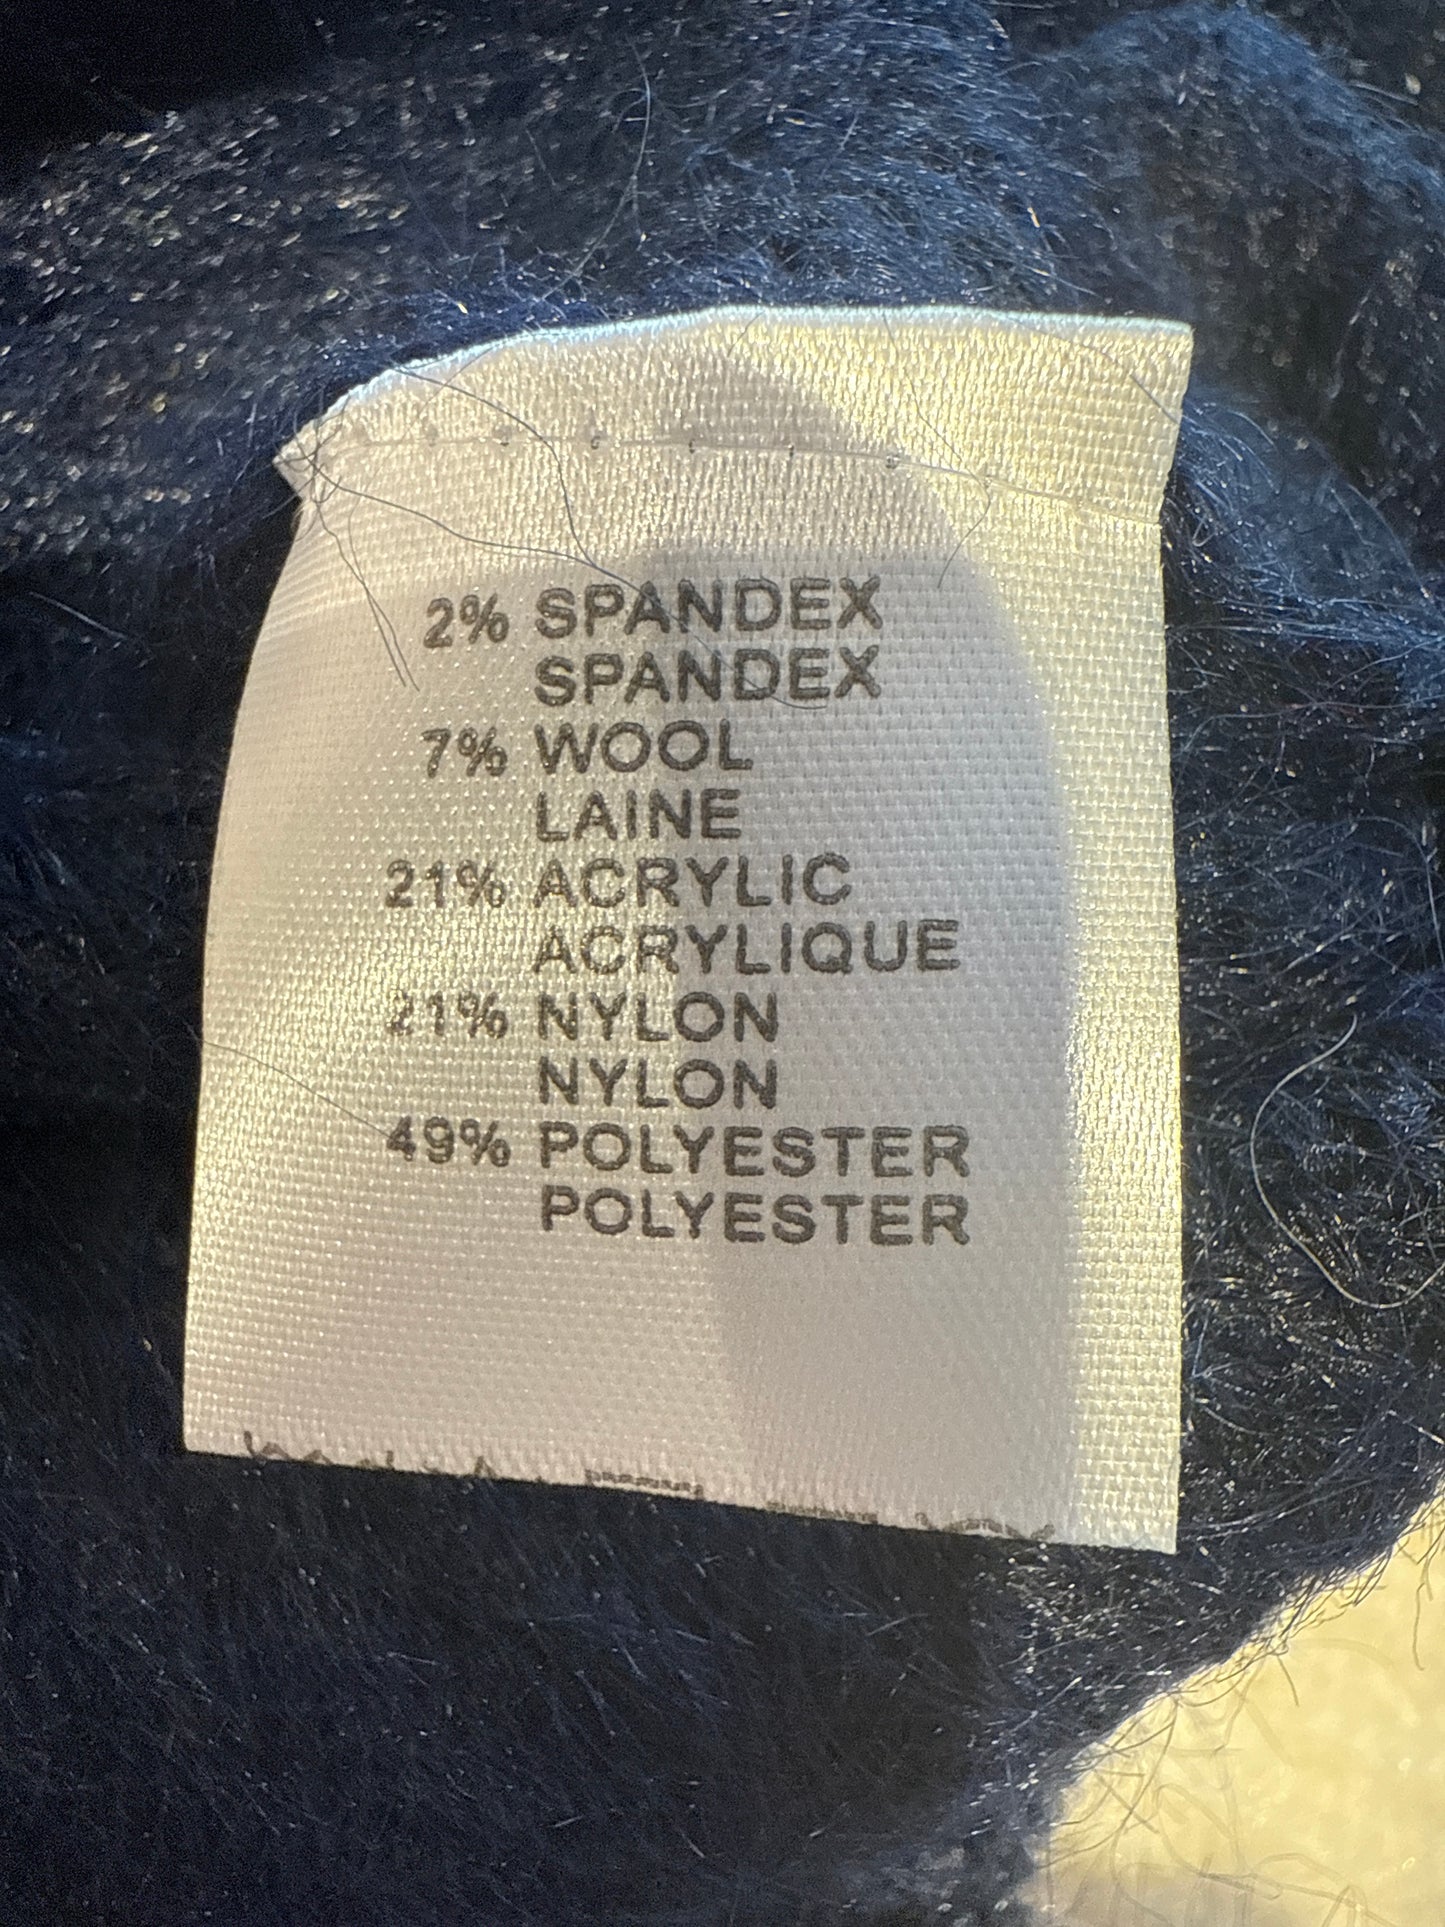 2% SPANDEX
SPANDEX
7% WOOL
LAINE
21% ACRYLIC
ACRYLIQUE
21% NYLON
NYLON
49% POLYESTER
POLYESTER